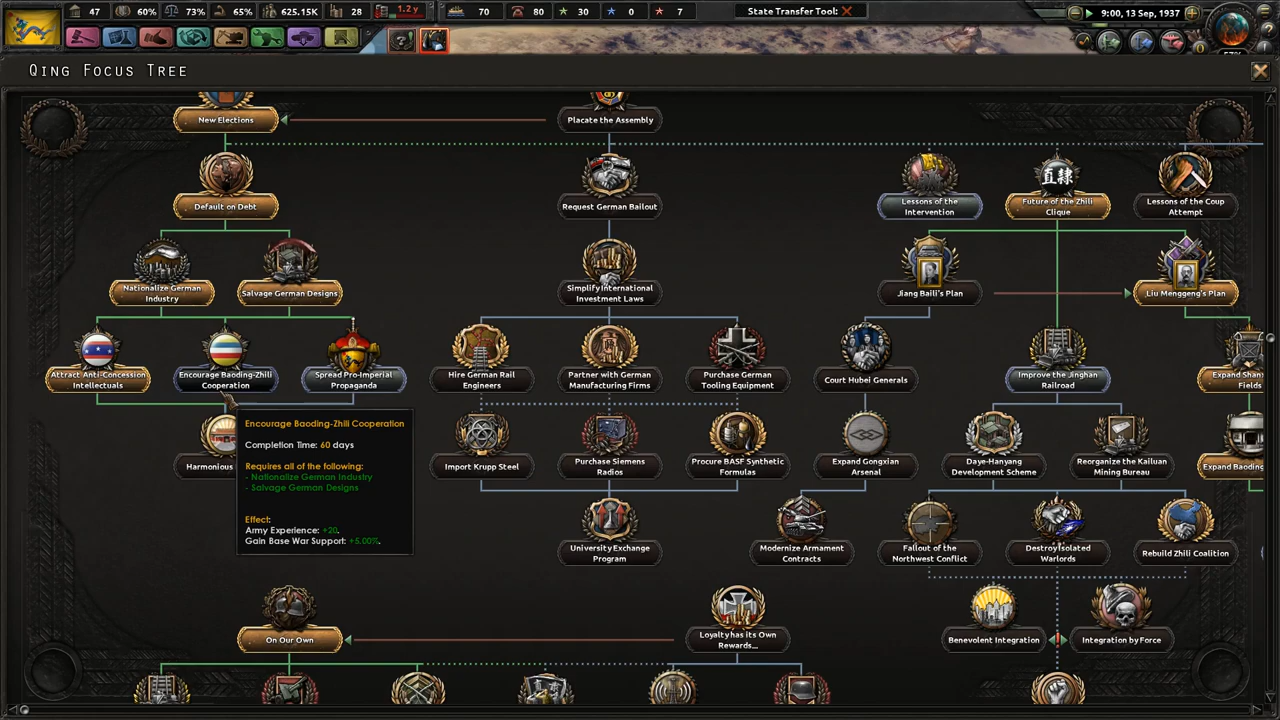 47
60%
73%
65%
625.15K
28
1.2 y
70
80
30
0
7
State Transfer Tool:
9:00, 13 Sep, 1937
Qing Focus Tree
New Elections
Placate the Assembly
Default on Debt
Request German Bailout
Lessons of the
Intervention
Future of the Zhili
Clique
直隸
Lessons of the Coup
Attempt
Nationalize German
Industry
Salvage German Designs
Simplify International
Investment Laws
Jiang Baili's Plan
Liu Menggeng's Plan
Attract Anti-Concession
Intellectuals
Encourage Baoding-Zhili
Cooperation
Spread Pro-Imperial
Propaganda
Hire German Rail
Engineers
Partner with German
Manufacturing Firms
Purchase German
Tooling Equipment
Court Hubei Generals
Improve the Jinghan
Railroad
Expand Shan
Fields
Encourage Baoding-Zhili Cooperation
Completion Time: 60 days
Requires all of the following:
- Nationalize German Industry
- Salvage German Designs
Effect:
Army Experience: +20.
Gain Base War Support: +5.00%.
Harmonious
Import Krupp Steel
Purchase Siemens
Radios
Procure BASF Synthetic
Formulas
Expand Gongxian
Arsenal
Daye-Hanyang
Development Scheme
Reorganize the Kailuan
Mining Bureau
Expand Baoding
University Exchange
Program
Modernize Armament
Contracts
Fallout of the
Northwest Conflict
Destroy Isolated
Warlords
Rebuild Zhili Coalition
On Our Own
Loyalty has its Own
Rewards...
Benevolent Integration
Integration by Force